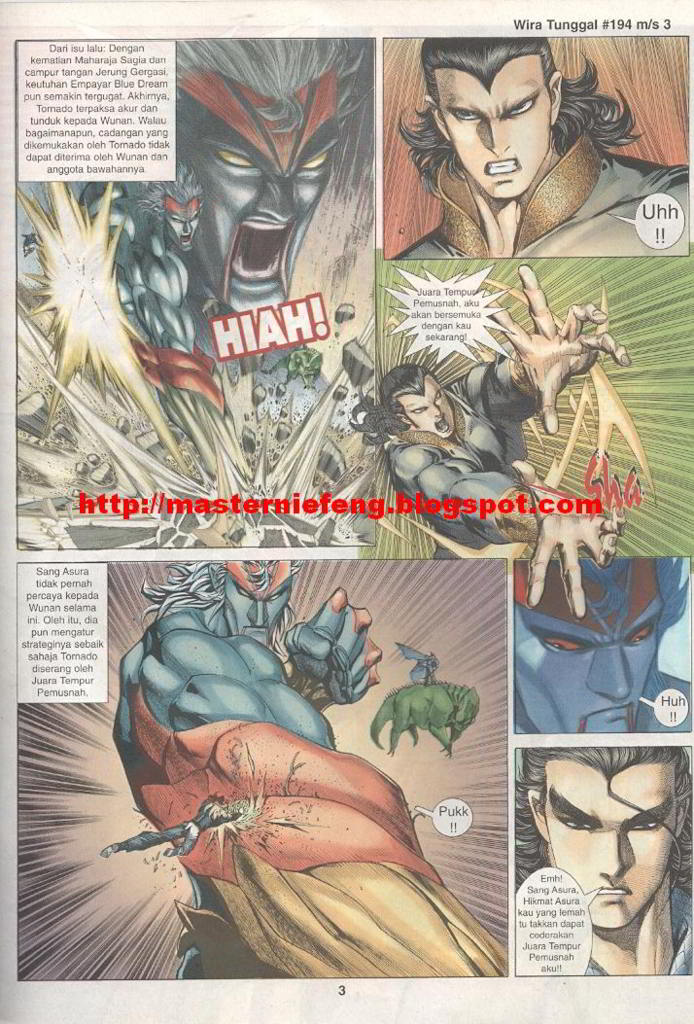 Wira Tunggal #194 m/s 3
Dari isu lalu: Dengan
kematian Maharaja Sagia dan
campur tangan Jerung Gergasi,
keutuhan Empayar Blue Dream
pun semakin tergugat. Akhirnya,
Tornado terpaksa akur dan
tunduk kepada Wunan. Walau
bagaimanapun, cadangan yang
dikemukakan oleh Tornado tidak
dapat diterima oleh Wunan dan
anggota bawahannya.
HIAH!
Uhh
!!
Juara Tempur
Pemusnah, aku
akan bersemuka
dengan kau
sekarang!
Sha
http://masterniefeng.blogspot.com
Sang Asura
tidak pernah
percaya kepada
Wunan selama
ini. Oleh itu, dia
pun mengatur
strateginya sebaik
sahaja Tornado
diserang oleh
Juara Tempur
Pemusnah.
Pukk
!!
Huh
!!
Emh!
Sang Asura,
Hikmat Asura
kau yang lemah
tu takkan dapat
cederakan
Juara Tempur
Pemusnah
aku!!
3